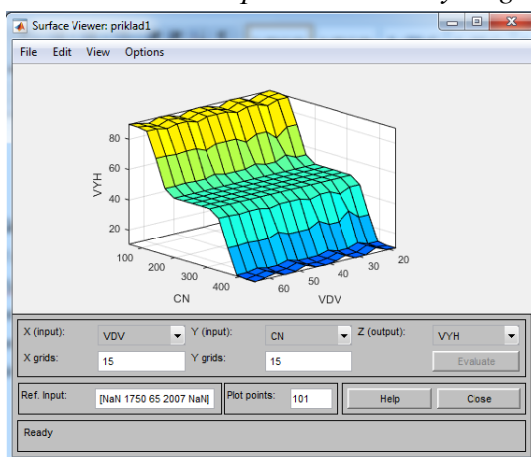 Surface Viewer: priklad1
File Edit View Options
80
60
40
20
VYH
100
200
300
400
CN
60
50
40
30
20
VDV
X (input): VDV Y (input): CN Z (output): VYH
X grids: 15 Y grids: 15 Evaluate
Ref. Input: [NaN 1750 65 2007 NaN] Plot points: 101 Help Cose
Ready